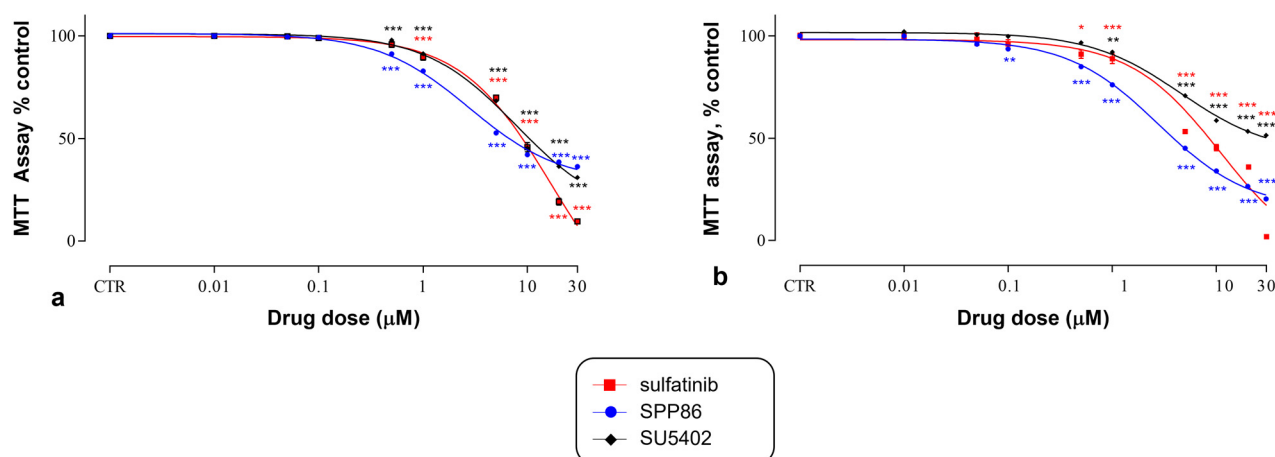 MTT Assay % control
100
50
0
*** *** *** *** *** *** *** *** *** *** *** *** *** *** *** *** *** *** ***
CTR 0.01 0.1 1 10 30
a
Drug dose (μM)
MTT assay, % control
100
50
0
* *** ** ** *** *** *** *** *** *** *** *** *** *** *** *** *** ***
CTR 0.01 0.1 1 10 30
b
Drug dose (μM)
sulfatinib
SPP86
SU5402